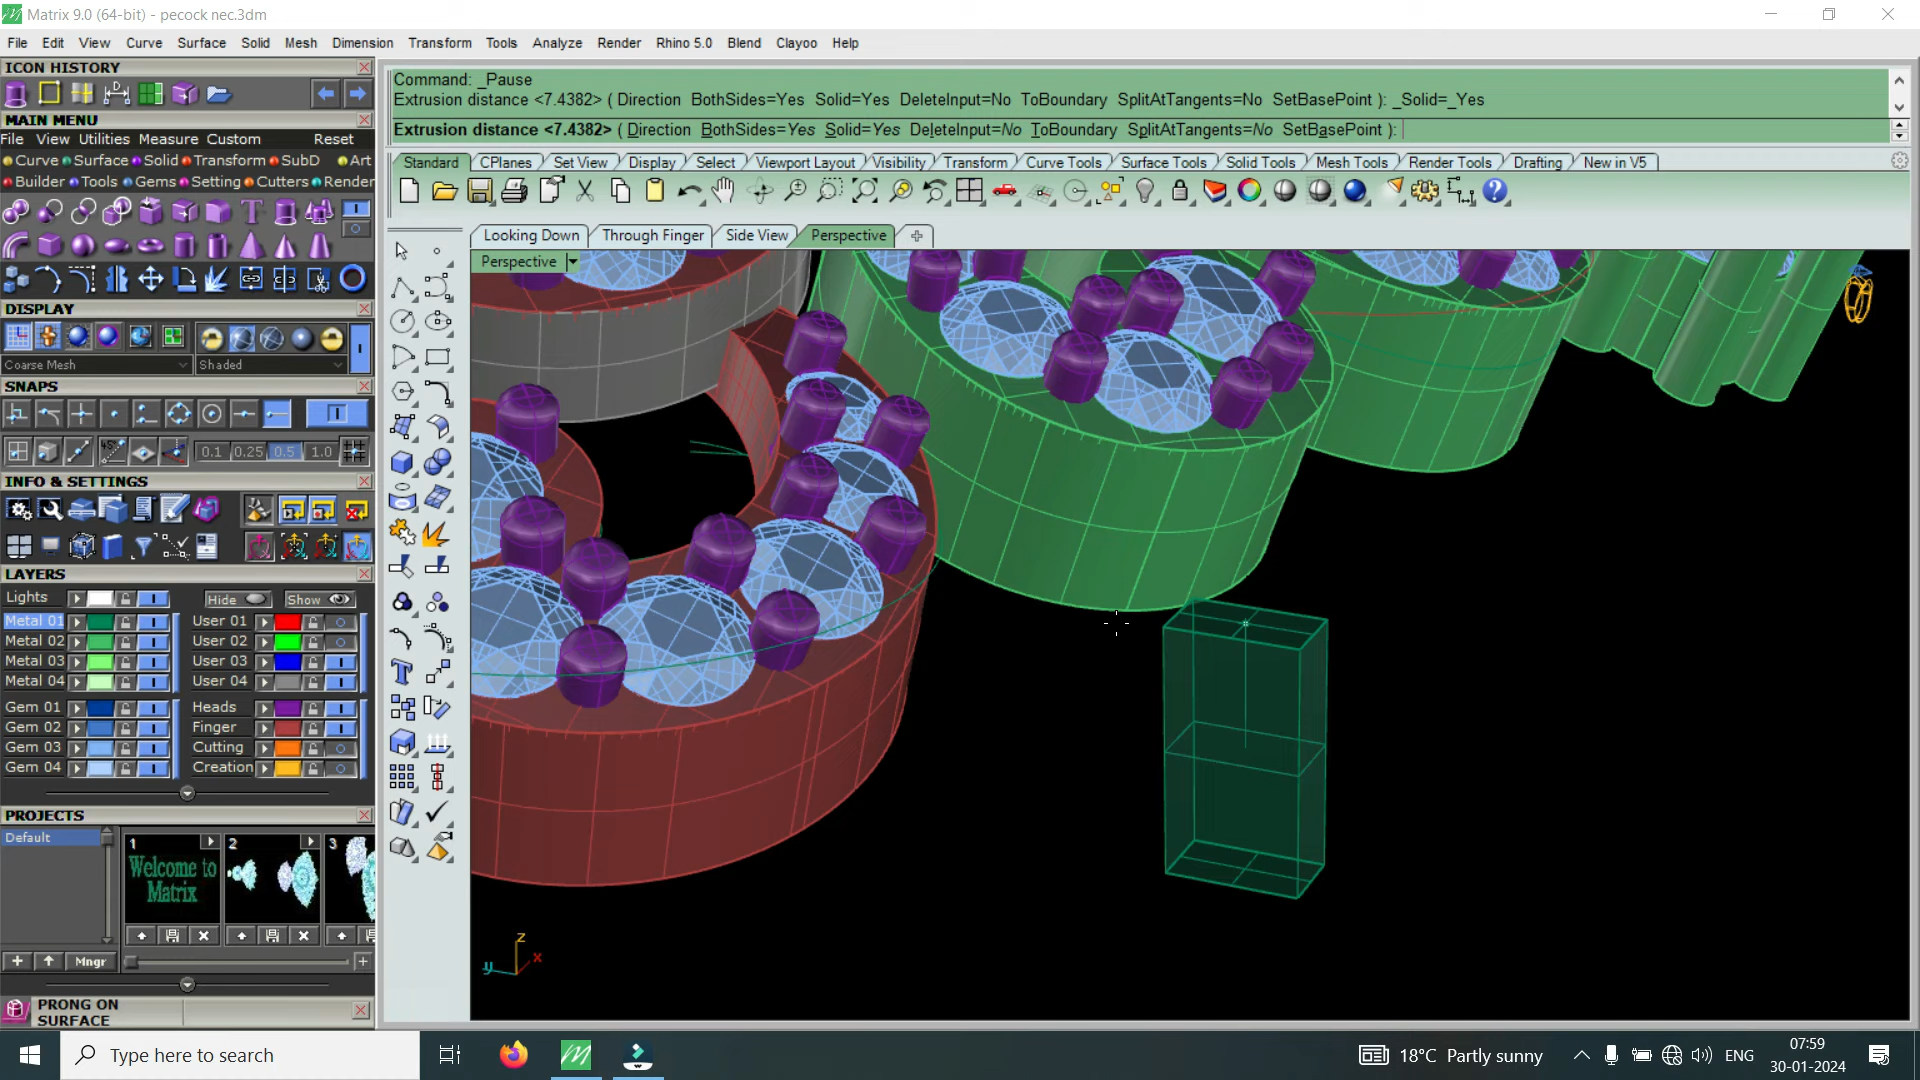 Matrix 9.0 (64-bit) - pecock nec.3dm
File Edit View Curve Surface Solid Mesh Dimension Transform Tools Analyze Render Rhino 5.0 Blend Clayoo Help
ICON HISTORY
MAIN MENU
File View Utilities Measure Custom Reset
Curve Surface Solid Transform SubD Art
Builder Tools Gems Setting Cutters Render
DISPLAY
Coarse Mesh Shaded
SNAPS
0.1 0.25 0.5 1.0
INFO & SETTINGS
LAYERS
Lights Hide Show
Metal 01 User 01
Metal 02 User 02
Metal 03 User 03
Metal 04 User 04
Gem 01 Heads
Gem 02 Finger
Gem 03 Cutting
Gem 04 Creation
PROJECTS
Default
1 2 3
Welcome to
Matrix
Mngr
PRONG ON
SURFACE
Command: _Pause
Extrusion distance <7.4382> ( Direction BothSides=Yes Solid=Yes DeleteInput=No ToBoundary SplitAtTangents=No SetBasePoint ): _Solid=_Yes
Extrusion distance <7.4382> ( Direction BothSides=Yes Solid=Yes DeleteInput=No ToBoundary SplitAtTangents=No SetBasePoint ):
Standard CPlanes Set View Display Select Viewport Layout Visibility Transform Curve Tools Surface Tools Solid Tools Mesh Tools Render Tools Drafting New in V5
Looking Down Through Finger Side View Perspective
Perspective
z
y x
Type here to search
18°C Partly sunny
ENG
07:59
30-01-2024